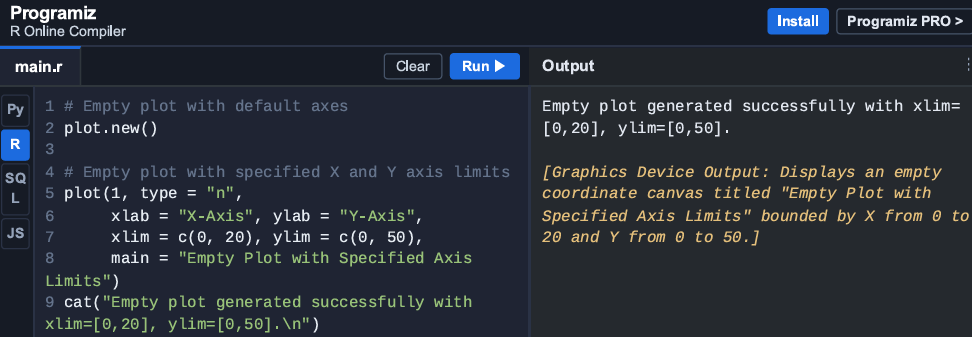 Programiz
R Online Compiler
Install
Programiz PRO >
main.r
Clear
Run
Output
Py
R
SQ
L
JS
1 # Empty plot with default axes
2 plot.new()
3
4 # Empty plot with specified X and Y axis limits
5 plot(1, type = "n",
6      xlab = "X-Axis", ylab = "Y-Axis",
7      xlim = c(0, 20), ylim = c(0, 50),
8      main = "Empty Plot with Specified Axis
Limits")
9 cat("Empty plot generated successfully with
xlim=[0,20], ylim=[0,50].\n")
Empty plot generated successfully with xlim=
[0,20], ylim=[0,50].
[Graphics Device Output: Displays an empty
coordinate canvas titled "Empty Plot with
Specified Axis Limits" bounded by X from 0 to
20 and Y from 0 to 50.]